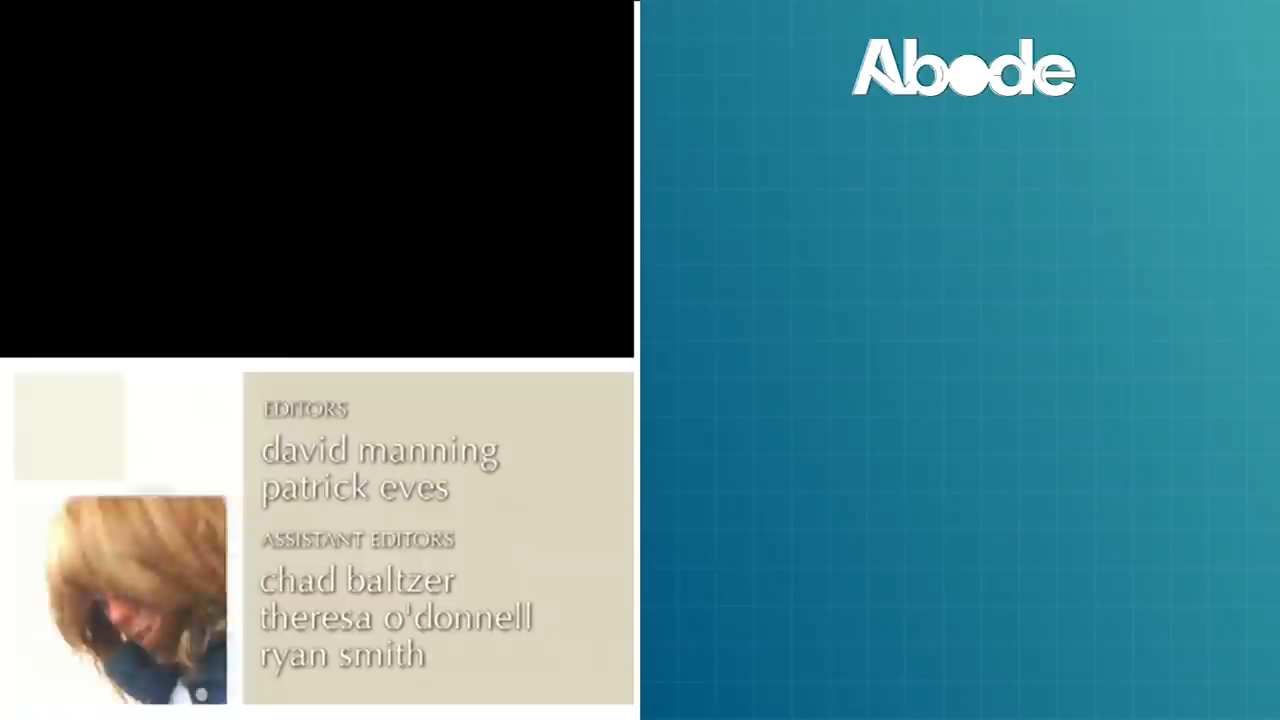 Abode
EDITORS
david manning
patrick eves
ASSISTANT EDITORS
chad baltzer
theresa o'donnell
ryan smith